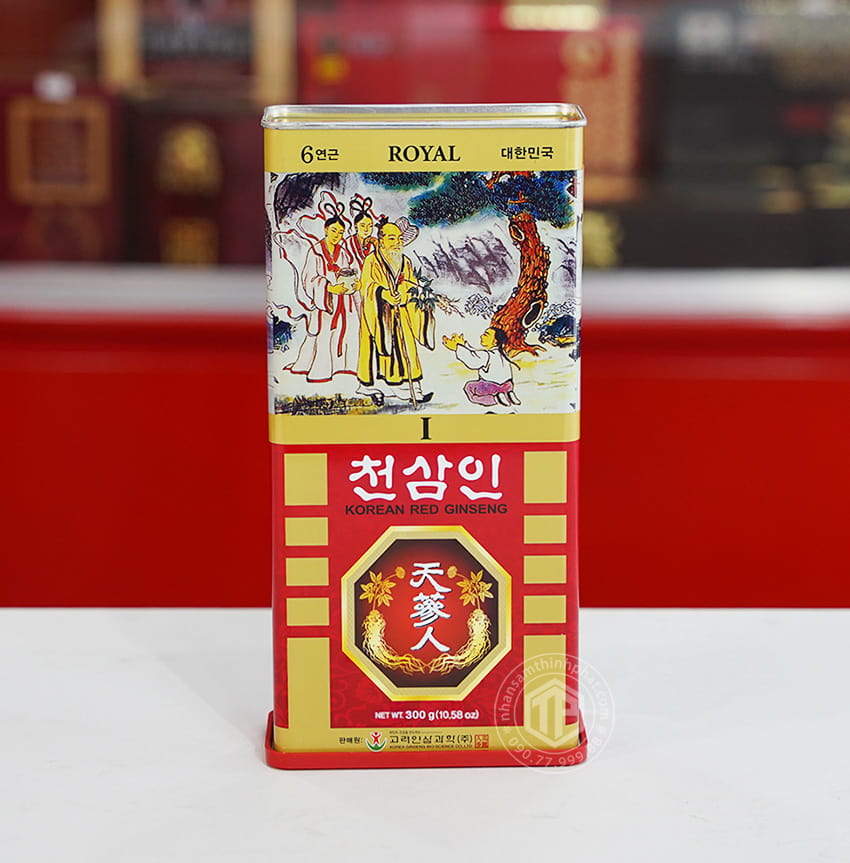 6연근 ROYAL 대한민국
I
천삼인
KOREAN RED GINSENG
天
蔘
人
NET WT. 300 g (10.58 oz)
판매원: 고려인삼과학(주)
KOREA GINSENG BIO-SCIENCE CO.,LTD
nhansamthinhphat.com